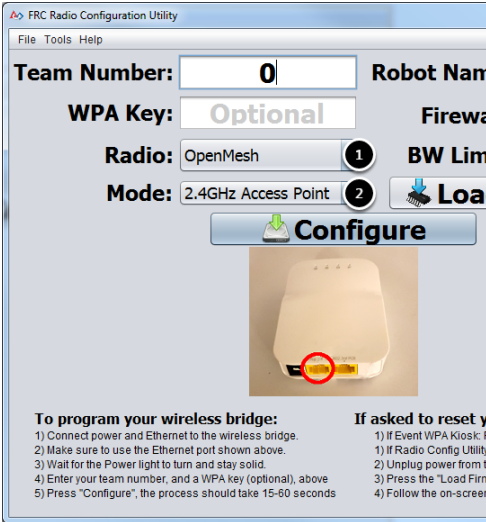 FRC Radio Configuration Utility
File Tools Help
Team Number: 0 Robot Nam
WPA Key: Optional Firewa
Radio: OpenMesh 1 BW Lim
Mode: 2.4GHz Access Point 2 Loa
Configure
To program your wireless bridge:
1) Connect power and Ethernet to the wireless bridge.
2) Make sure to use the Ethernet port shown above.
3) Wait for the Power light to turn and stay solid.
4) Enter your team number, and a WPA key (optional), above
5) Press "Configure", the process should take 15-60 seconds
If asked to reset y
1) If Event WPA Kiosk:
1) If Radio Config Utility
2) Unplug power from t
3) Press the "Load Firm
4) Follow the on-screen